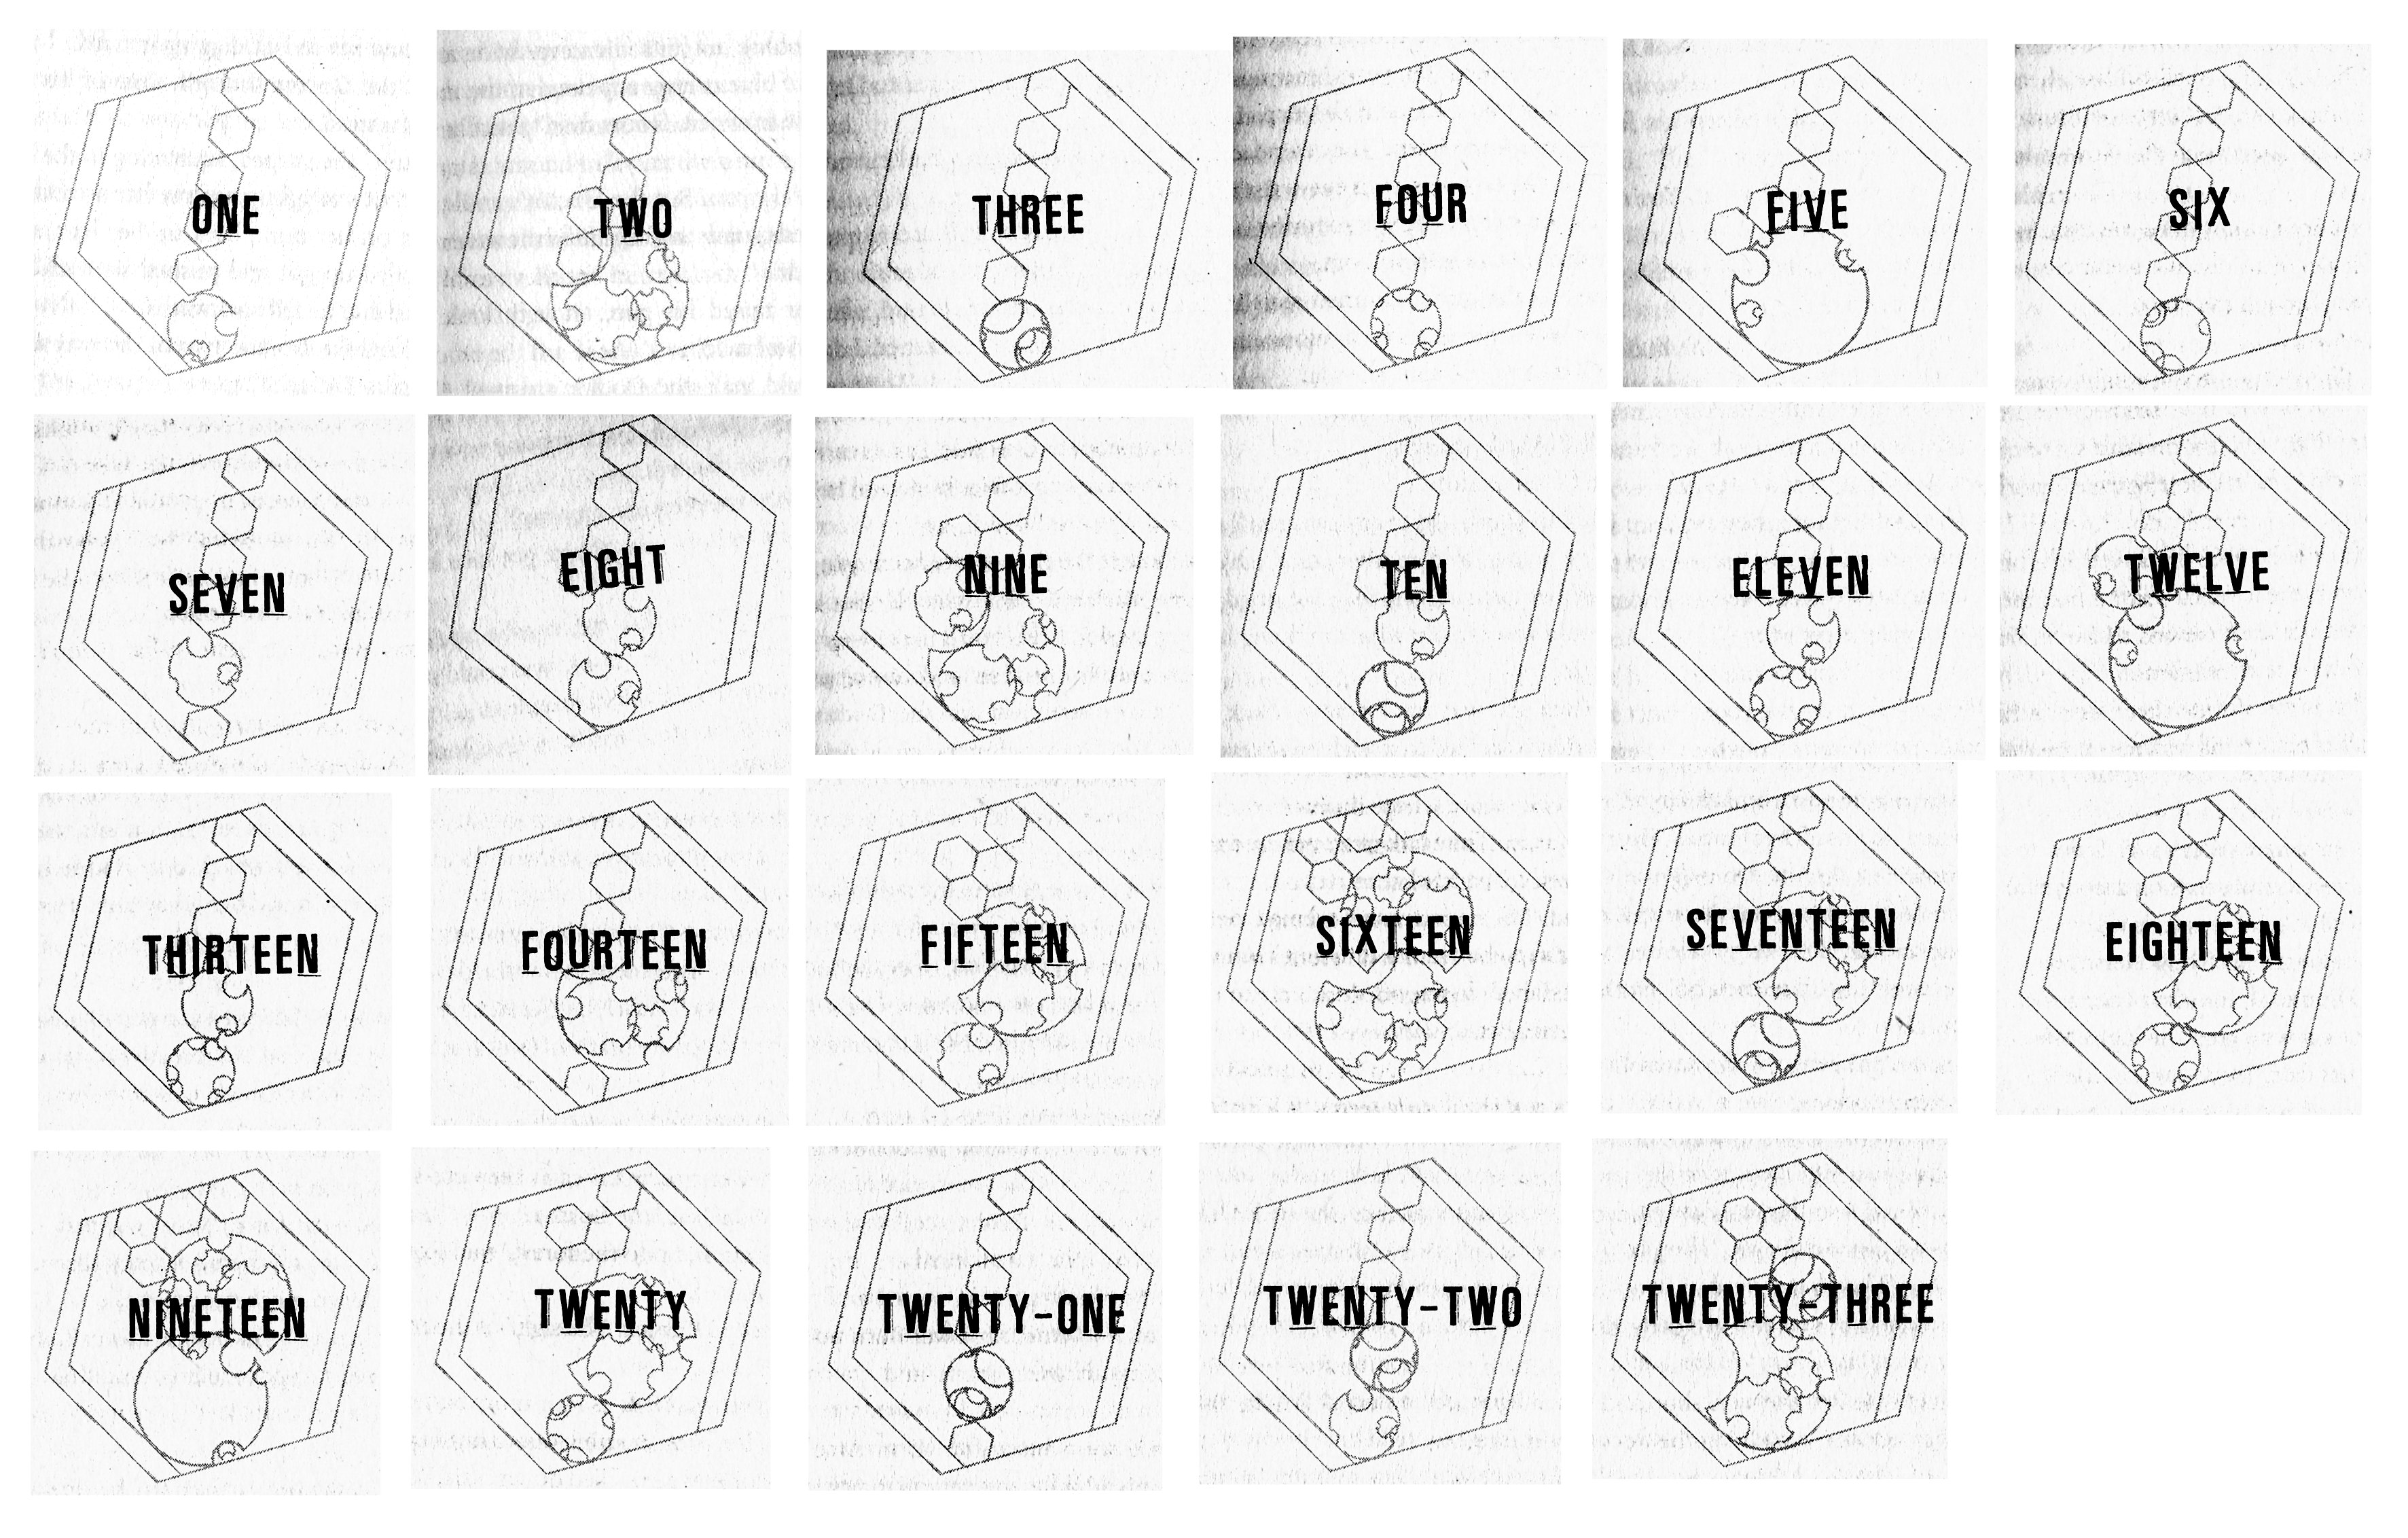 ONE TWO THREE FOUR FIVE SIX
SEVEN EIGHT NINE TEN ELEVEN TWELVE
THIRTEEN FOURTEEN FIFTEEN SIXTEEN SEVENTEEN EIGHTEEN
NINETEEN TWENTY TWENTY-ONE TWENTY-TWO TWENTY-THREE